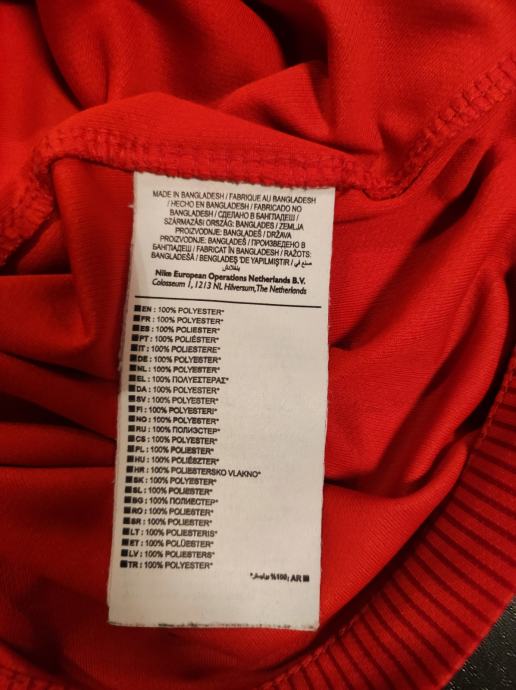 MADE IN BANGLADESH / FABRIQUE AU BANGLADESH
/ HECHO EN BANGLADESH / FABRICADO NO
BANGLADESH / СДЕЛАНО В БАНГЛАДЕШ /
SZÁRMAZÁSI ORSZÁG: BANGLADES / ZEMLJA
PROIZVODNJE: BANGLADEŠ / DRŽAVA
PROIZVODNJE: BANGLADEŠ / ПРОИЗВЕДЕНО В
БАНГЛАДЕШ / FABRICAT ÎN BANGLADESH / RAŽOTS:
BANGLADEŠĀ / BENGLADEŞ 'DE YAPILMIŞTIR / صنع في
بنغلادش
Nike European Operations Netherlands B.V.
Colosseum 1, 1213 NL Hilversum, The Netherlands
EN : 100% POLYESTER*
FR : 100% POLYESTER*
ES : 100% POLIESTER*
PT : 100% POLIÉSTER*
IT : 100% POLIESTERE*
DE : 100% POLYESTER*
NL : 100% POLYESTER*
EL : 100% ΠΟΛΥΕΣΤΕΡΑΣ*
DA : 100% POLYESTER*
SV : 100% POLYESTER*
FI : 100% POLYESTERI*
NO : 100% POLYESTER*
RU : 100% ПОЛИЭСТЕР*
CS : 100% POLYESTER*
PL : 100% POLIESTER*
HU : 100% POLIÉSZTER*
HR : 100% POLIESTERSKO VLAKNO*
SK : 100% POLYESTER*
SL : 100% POLIESTER*
BG : 100% ПОЛИЕСТЕР*
RO : 100% POLIESTER*
SR : 100% POLIESTER*
LT : 100% POLIESTERIS*
ET : 100% POLÜESTER*
LV : 100% POLIESTERS*
TR : 100% POLYESTER*
AR : 100%